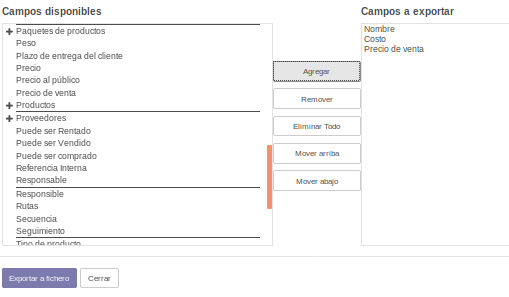 Campos disponibles
Campos a exportar
Paquetes de productos
Peso
Plazo de entrega del cliente
Precio
Precio al público
Precio de venta
Productos
Proveedores
Puede ser Rentado
Puede ser Vendido
Puede ser comprado
Referencia Interna
Responsable
Responsible
Rutas
Secuencia
Seguimiento
Tipo de producto
Agregar
Remover
Eliminar Todo
Mover arriba
Mover abajo
Nombre
Costo
Precio de venta
Exportar a fichero
Cerrar